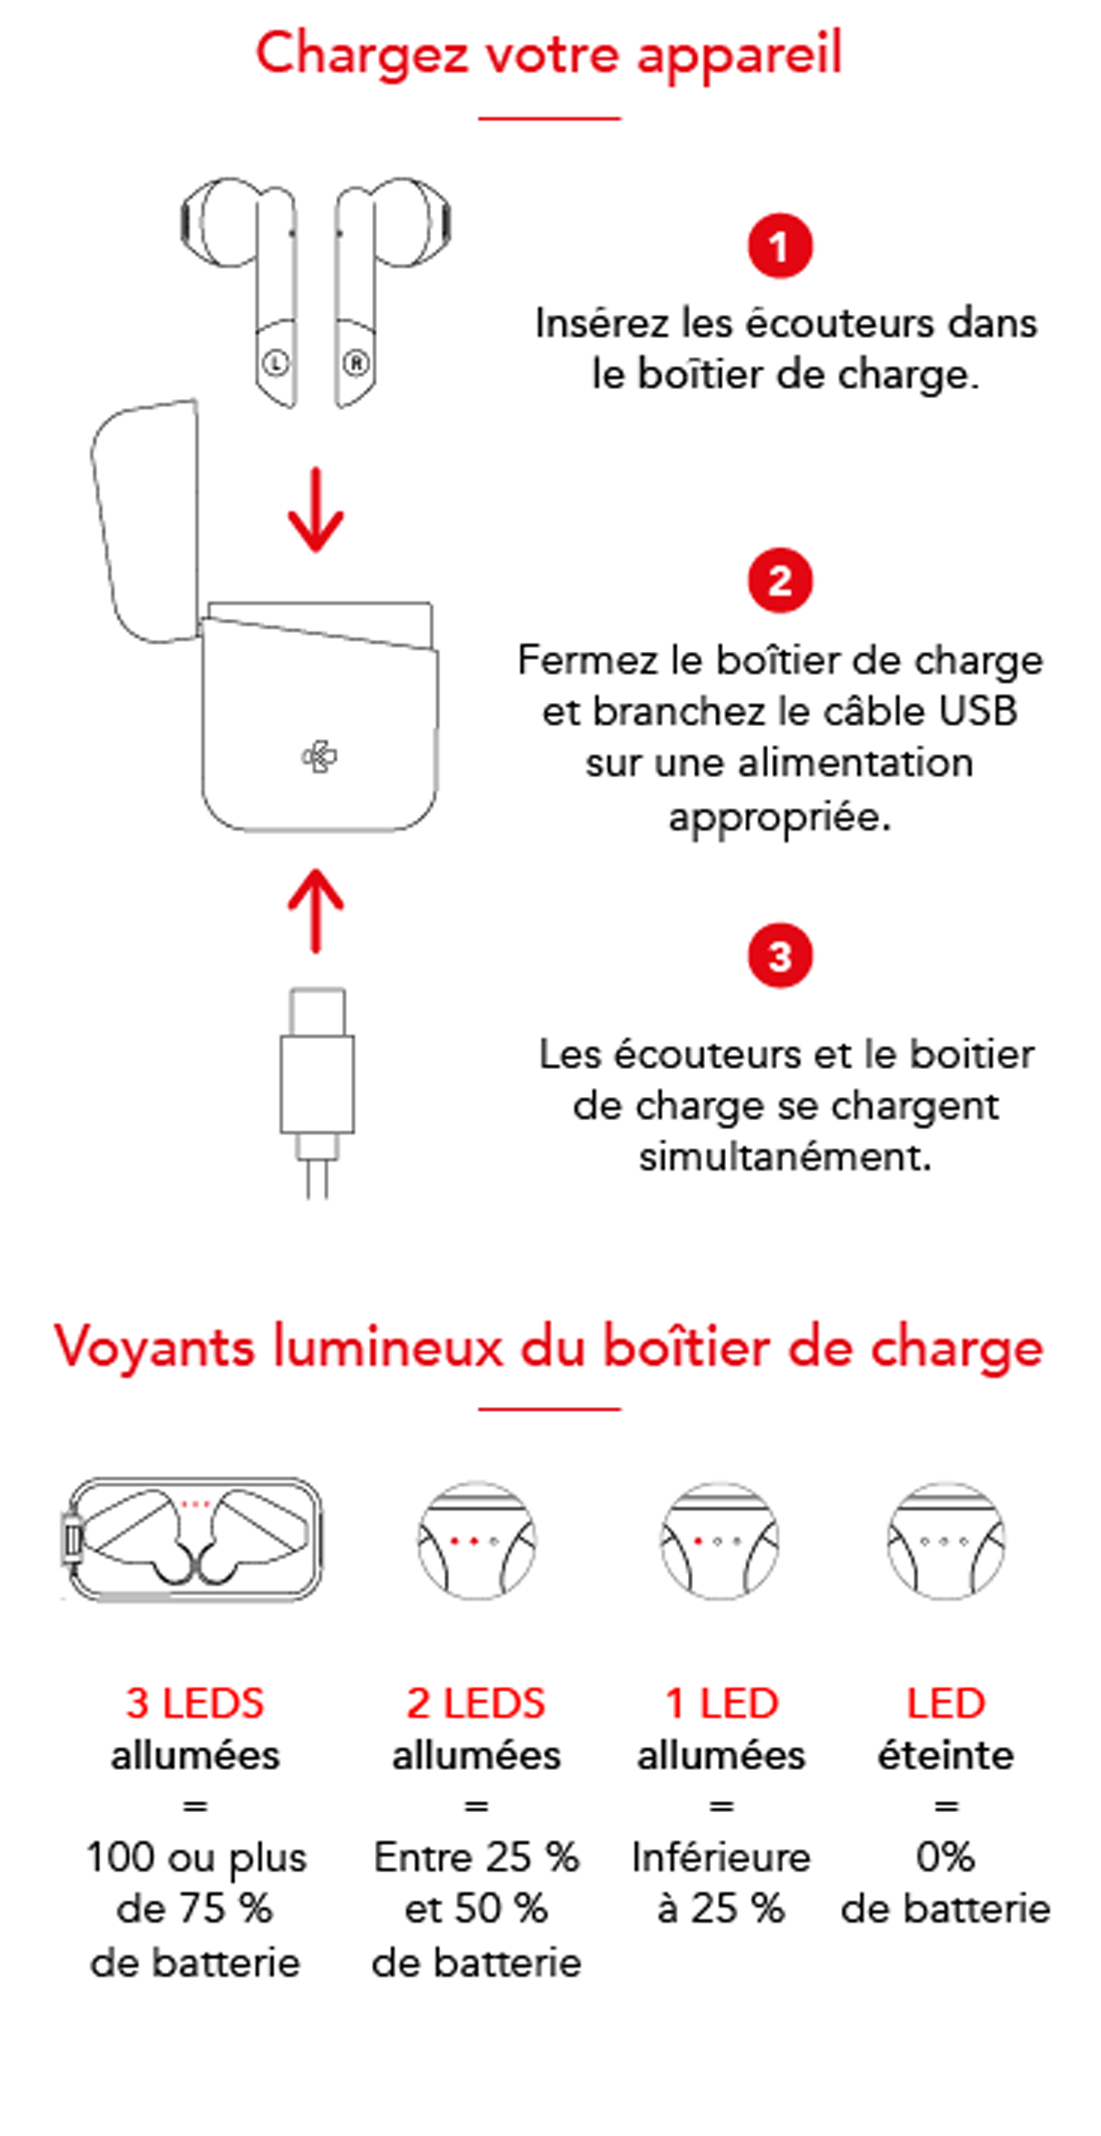 Chargez votre appareil
L
R
1
Insérez les écouteurs dans
le boîtier de charge.
2
Fermez le boîtier de charge
et branchez le câble USB
sur une alimentation
appropriée.
3
Les écouteurs et le boitier
de charge se chargent
simultanément.
Voyants lumineux du boîtier de charge
3 LEDS
allumées
=
100 ou plus
de 75 %
de batterie
2 LEDS
allumées
=
Entre 25 %
et 50 %
de batterie
1 LED
allumées
=
Inférieure
à 25 %
LED
éteinte
=
0%
de batterie